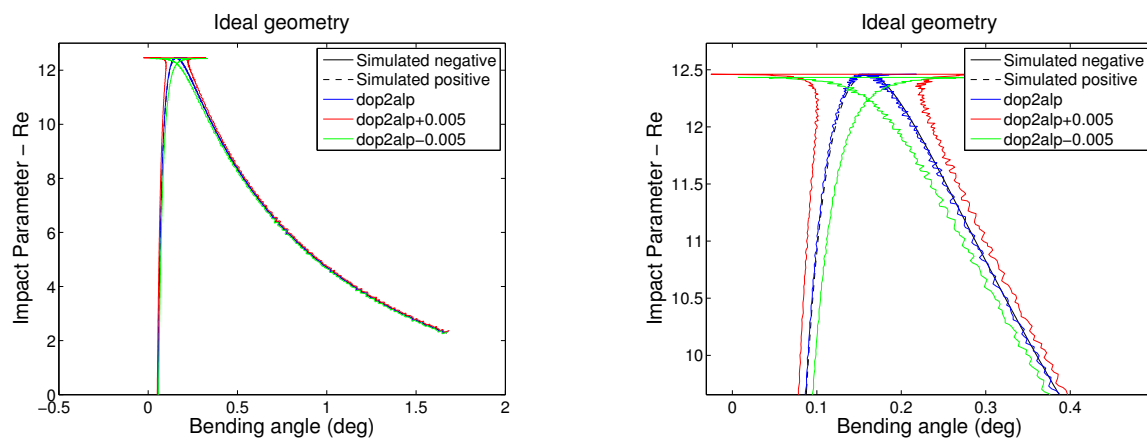 Ideal geometry
Impact Parameter − Re
12
10
8
6
4
2
0
−0.5
0
0.5
1
1.5
2
Bending angle (deg)
Simulated negative
Simulated positive
dop2alp
dop2alp+0.005
dop2alp−0.005
Ideal geometry
Impact Parameter − Re
12.5
12
11.5
11
10.5
10
0
0.1
0.2
0.3
0.4
Bending angle (deg)
Simulated negative
Simulated positive
dop2alp
dop2alp+0.005
dop2alp−0.005